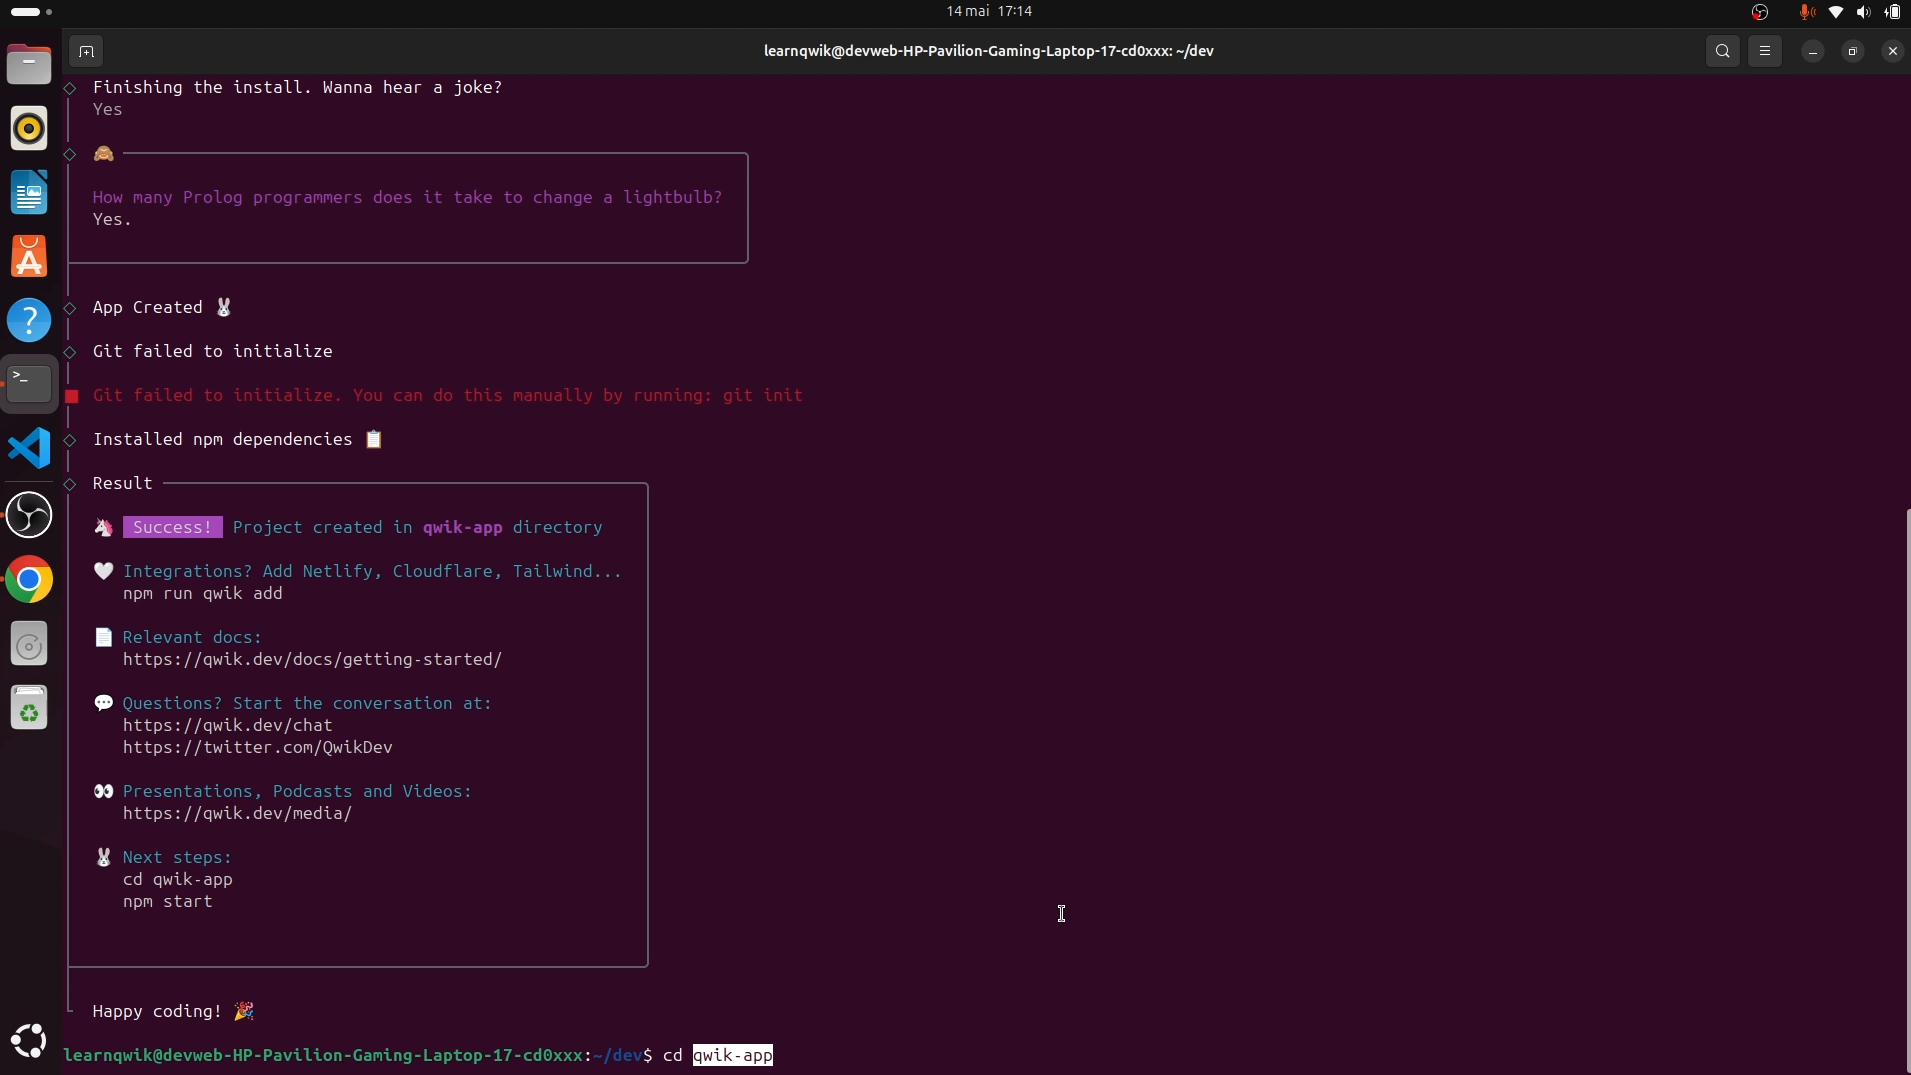 14 mai 17:14
learnqwik@devweb-HP-Pavilion-Gaming-Laptop-17-cd0xxx: ~/dev
Finishing the install. Wanna hear a joke?
Yes
How many Prolog programmers does it take to change a lightbulb?
Yes.
App Created 🐰
Git failed to initialize
Git failed to initialize. You can do this manually by running: git init
Installed npm dependencies 📋
Result
🦄 Success! Project created in qwik-app directory
🤍 Integrations? Add Netlify, Cloudflare, Tailwind...
npm run qwik add
📄 Relevant docs:
https://qwik.dev/docs/getting-started/
💬 Questions? Start the conversation at:
https://qwik.dev/chat
https://twitter.com/QwikDev
👀 Presentations, Podcasts and Videos:
https://qwik.dev/media/
🐰 Next steps:
cd qwik-app
npm start
Happy coding! 🎉
learnqwik@devweb-HP-Pavilion-Gaming-Laptop-17-cd0xxx:~/dev$ cd qwik-app